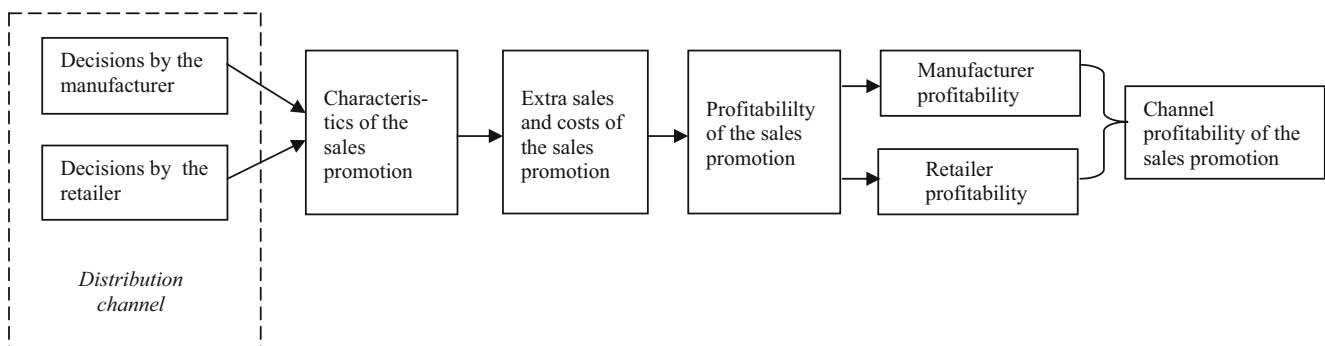 Decisions by the
manufacturer
Decisions by the
retailer
Distribution
channel
Characteris-
tics of the
sales
promotion
Extra sales
and costs of
the sales
promotion
Profitabililty
of the sales
promotion
Manufacturer
profitability
Retailer
profitability
Channel
profitability of the
sales promotion